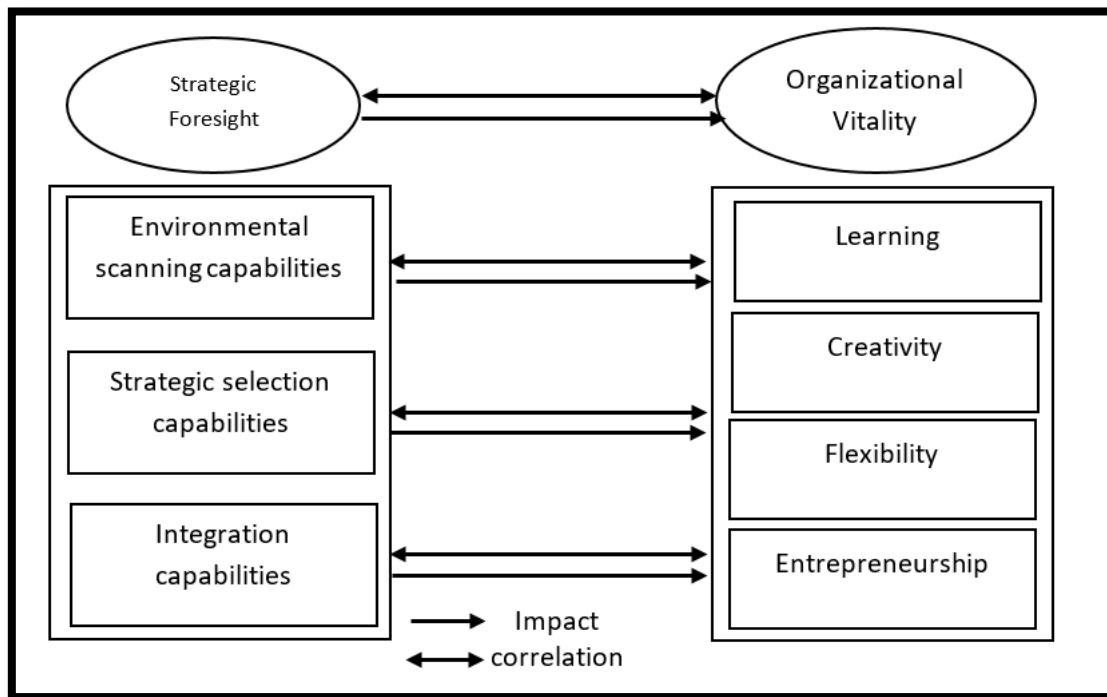 Strategic
Foresight
Organizational
Vitality
Environmental
scanning capabilities
Strategic selection
capabilities
Integration
capabilities
Learning
Creativity
Flexibility
Entrepreneurship
Impact
correlation